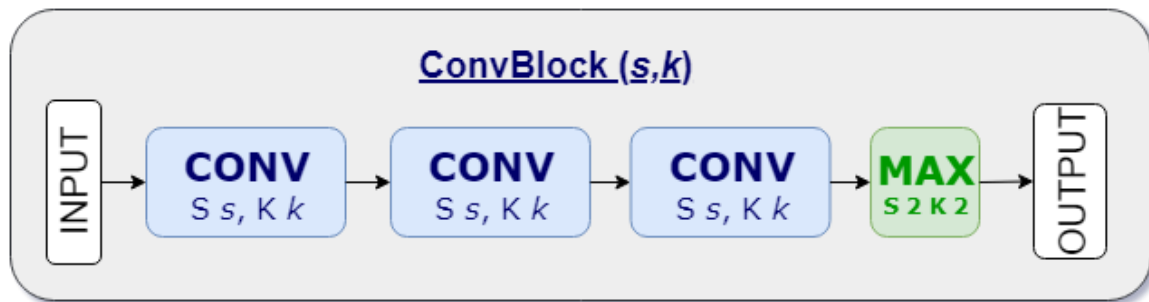 ConvBlock (s,k)
INPUT
CONV
S s, K k
CONV
S s, K k
CONV
S s, K k
MAX
S 2 K 2
OUTPUT